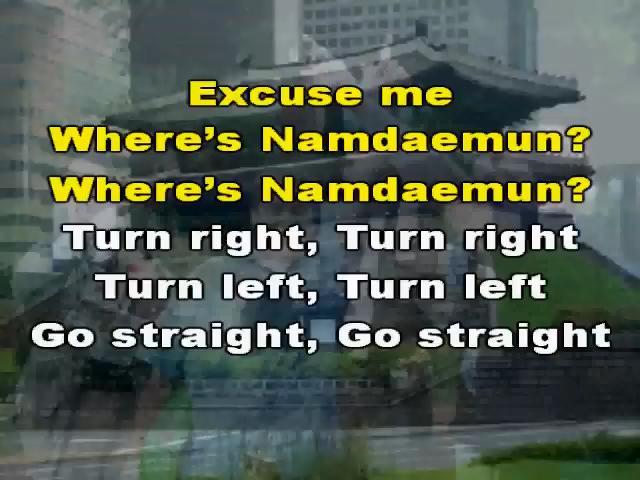 Excuse me
Where’s Namdaemun?
Where’s Namdaemun?
Turn right, Turn right
Turn left, Turn left
Go straight, Go straight